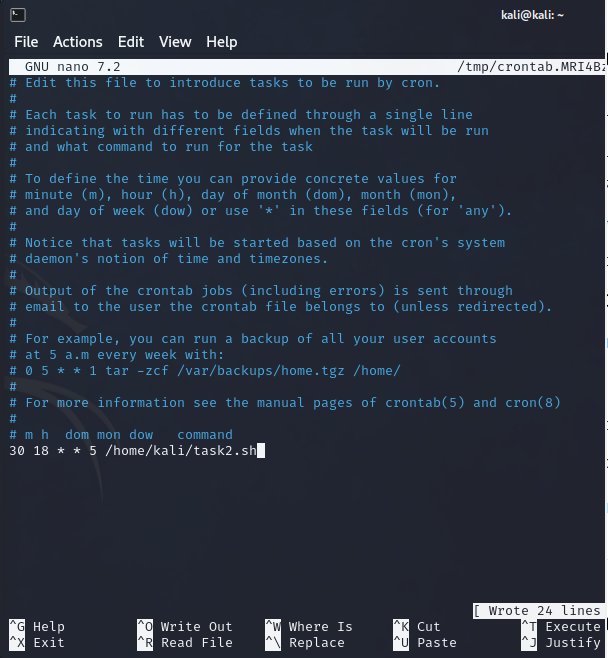 kali@kali: ~
File Actions Edit View Help
GNU nano 7.2 /tmp/crontab.MRI4Bz
# Edit this file to introduce tasks to be run by cron.
#
# Each task to run has to be defined through a single line
# indicating with different fields when the task will be run
# and what command to run for the task
#
# To define the time you can provide concrete values for
# minute (m), hour (h), day of month (dom), month (mon),
# and day of week (dow) or use '*' in these fields (for 'any').
#
# Notice that tasks will be started based on the cron's system
# daemon's notion of time and timezones.
#
# Output of the crontab jobs (including errors) is sent through
# email to the user the crontab file belongs to (unless redirected).
#
# For example, you can run a backup of all your user accounts
# at 5 a.m every week with:
# 0 5 * * 1 tar -zcf /var/backups/home.tgz /home/
#
# For more information see the manual pages of crontab(5) and cron(8)
#
# m h  dom mon dow   command
30 18 * * 5 /home/kali/task2.sh
[ Wrote 24 lines
^G Help ^O Write Out ^W Where Is ^K Cut ^T Execute
^X Exit ^R Read File ^\ Replace ^U Paste ^J Justify